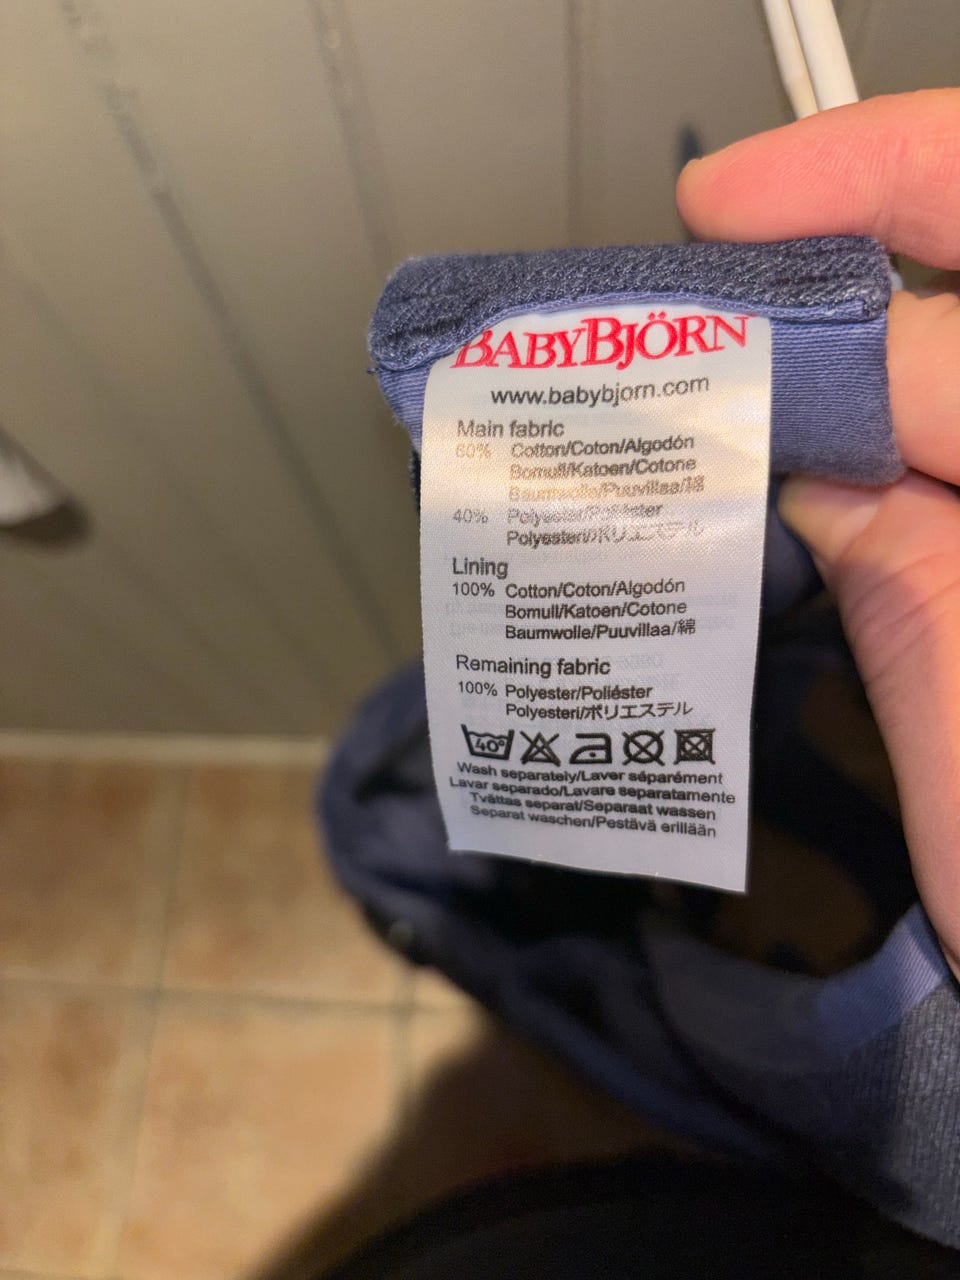 BABYBJÖRN
www.babybjorn.com
Main fabric
60% Cotton/Coton/Algodón
Bomull/Katoen/Cotone
Baumwolle/Puuvillaa/綿
40% Polyester/Poliéster
Polyesteri/ポリエステル
Lining
100% Cotton/Coton/Algodón
Bomull/Katoen/Cotone
Baumwolle/Puuvillaa/綿
Remaining fabric
100% Polyester/Poliéster
Polyesteri/ポリエステル
40°
Wash separately/Laver séparément
Lavar separado/Lavare separatamente
Tvättas separat/Separaat wassen
Separat waschen/Pestävä erillään